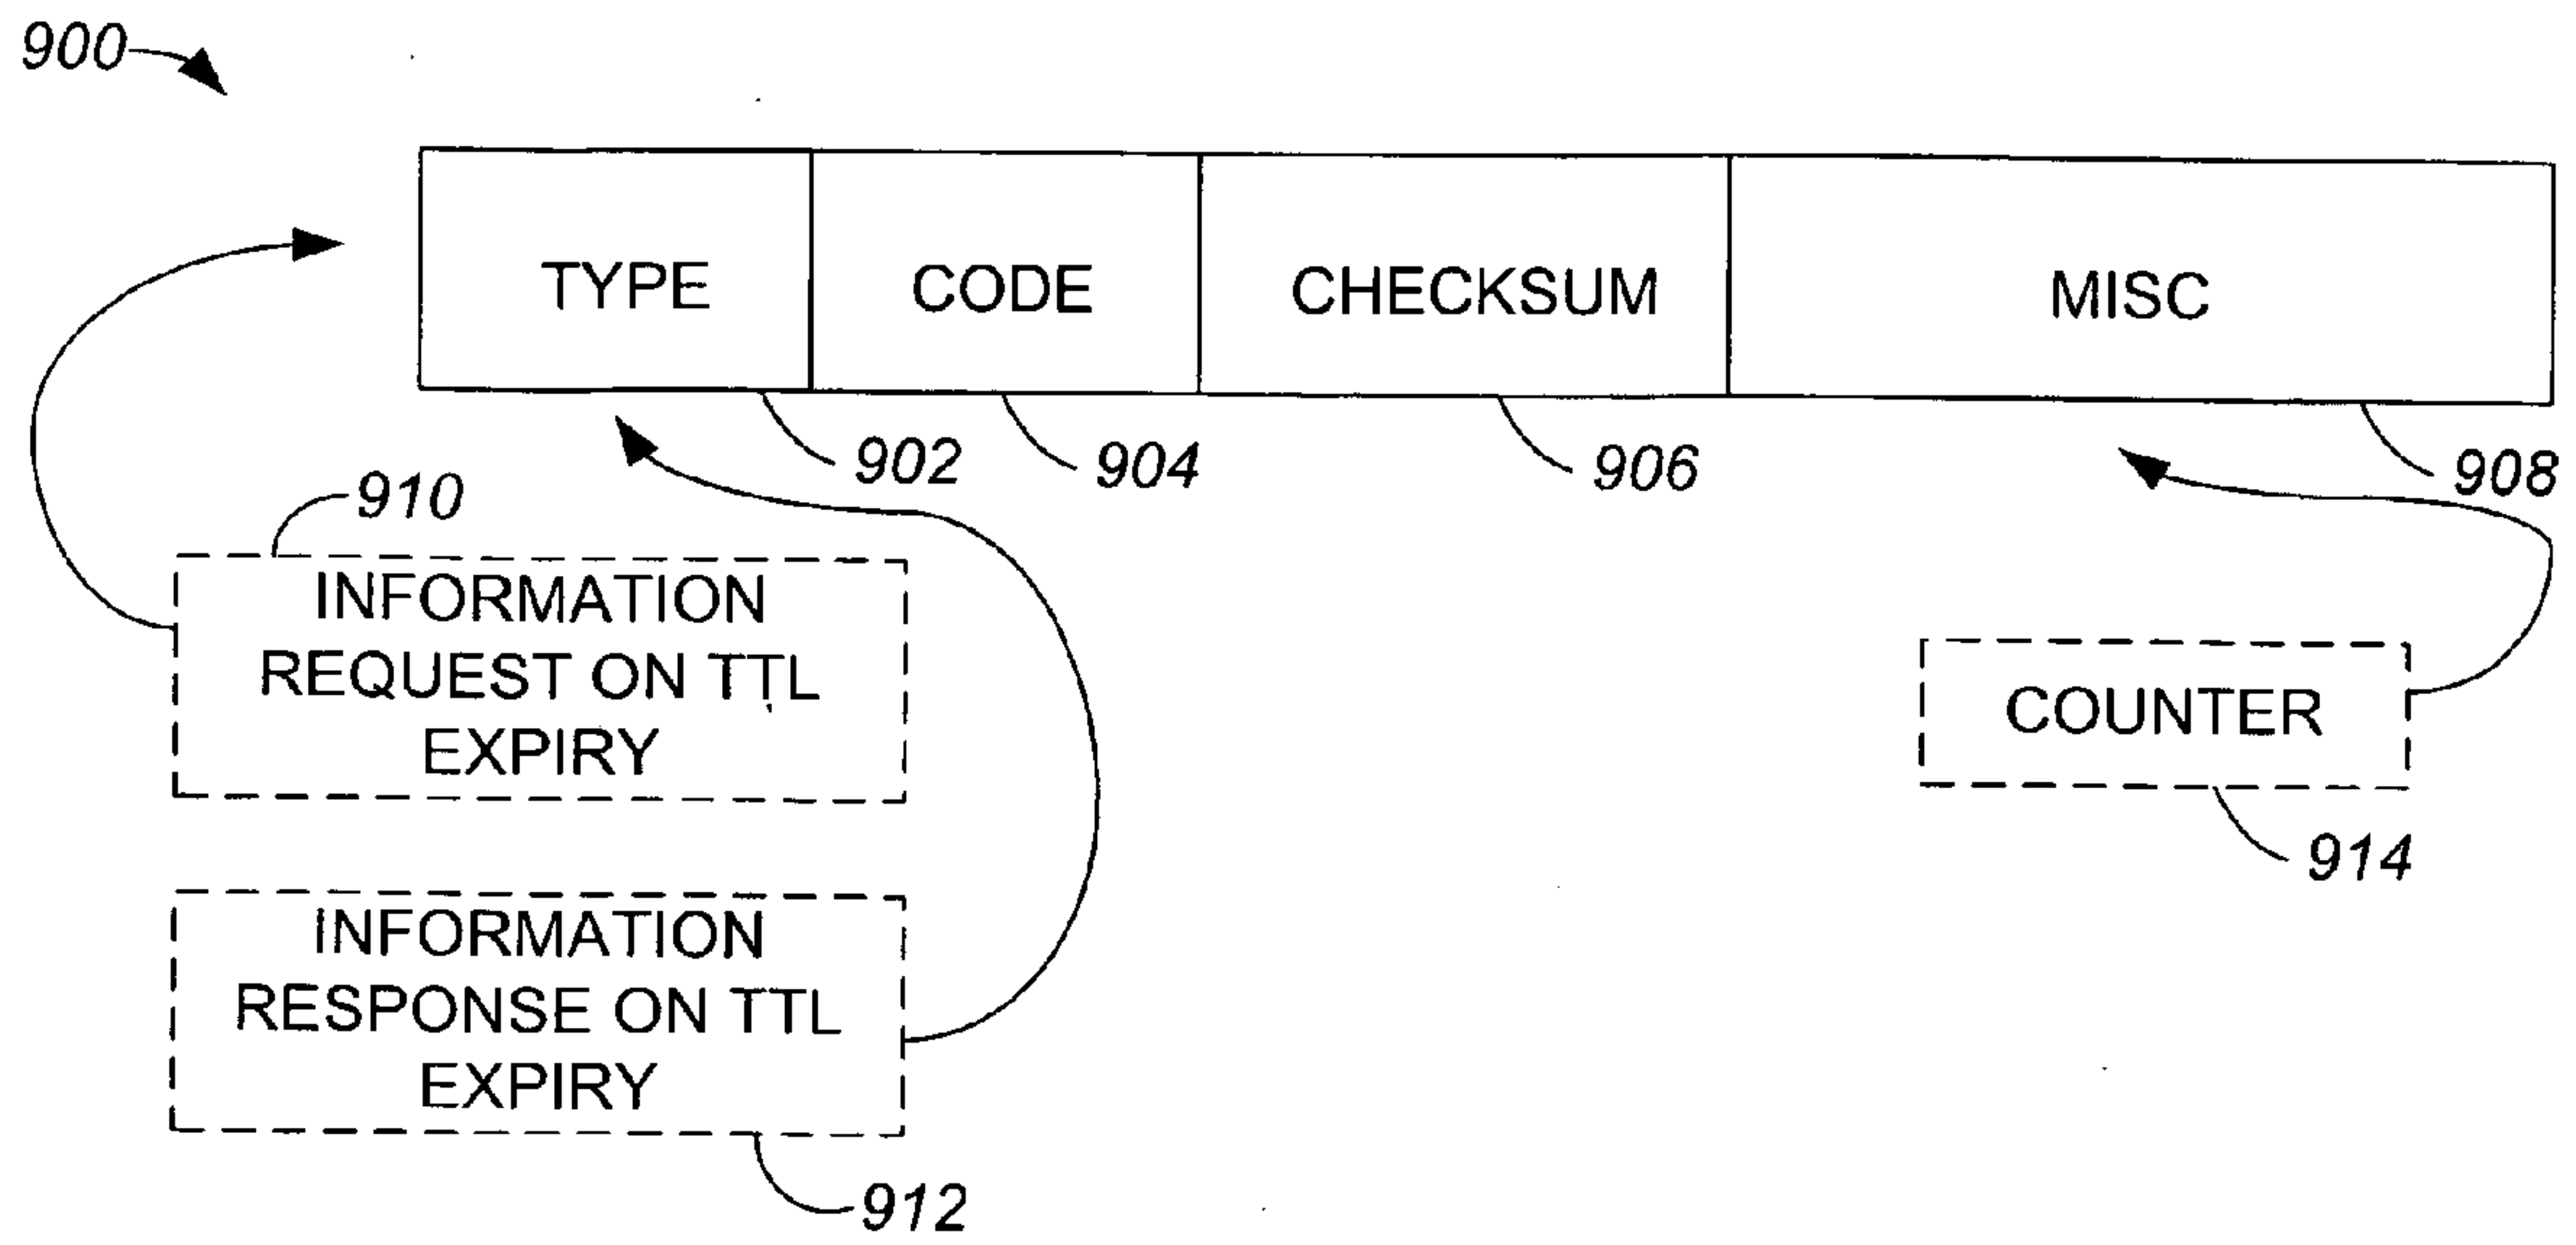 900
TYPE
CODE
CHECKSUM
MISC
902
904
906
908
910
INFORMATION
REQUEST ON TTL
EXPIRY
COUNTER
914
INFORMATION
RESPONSE ON TTL
EXPIRY
912